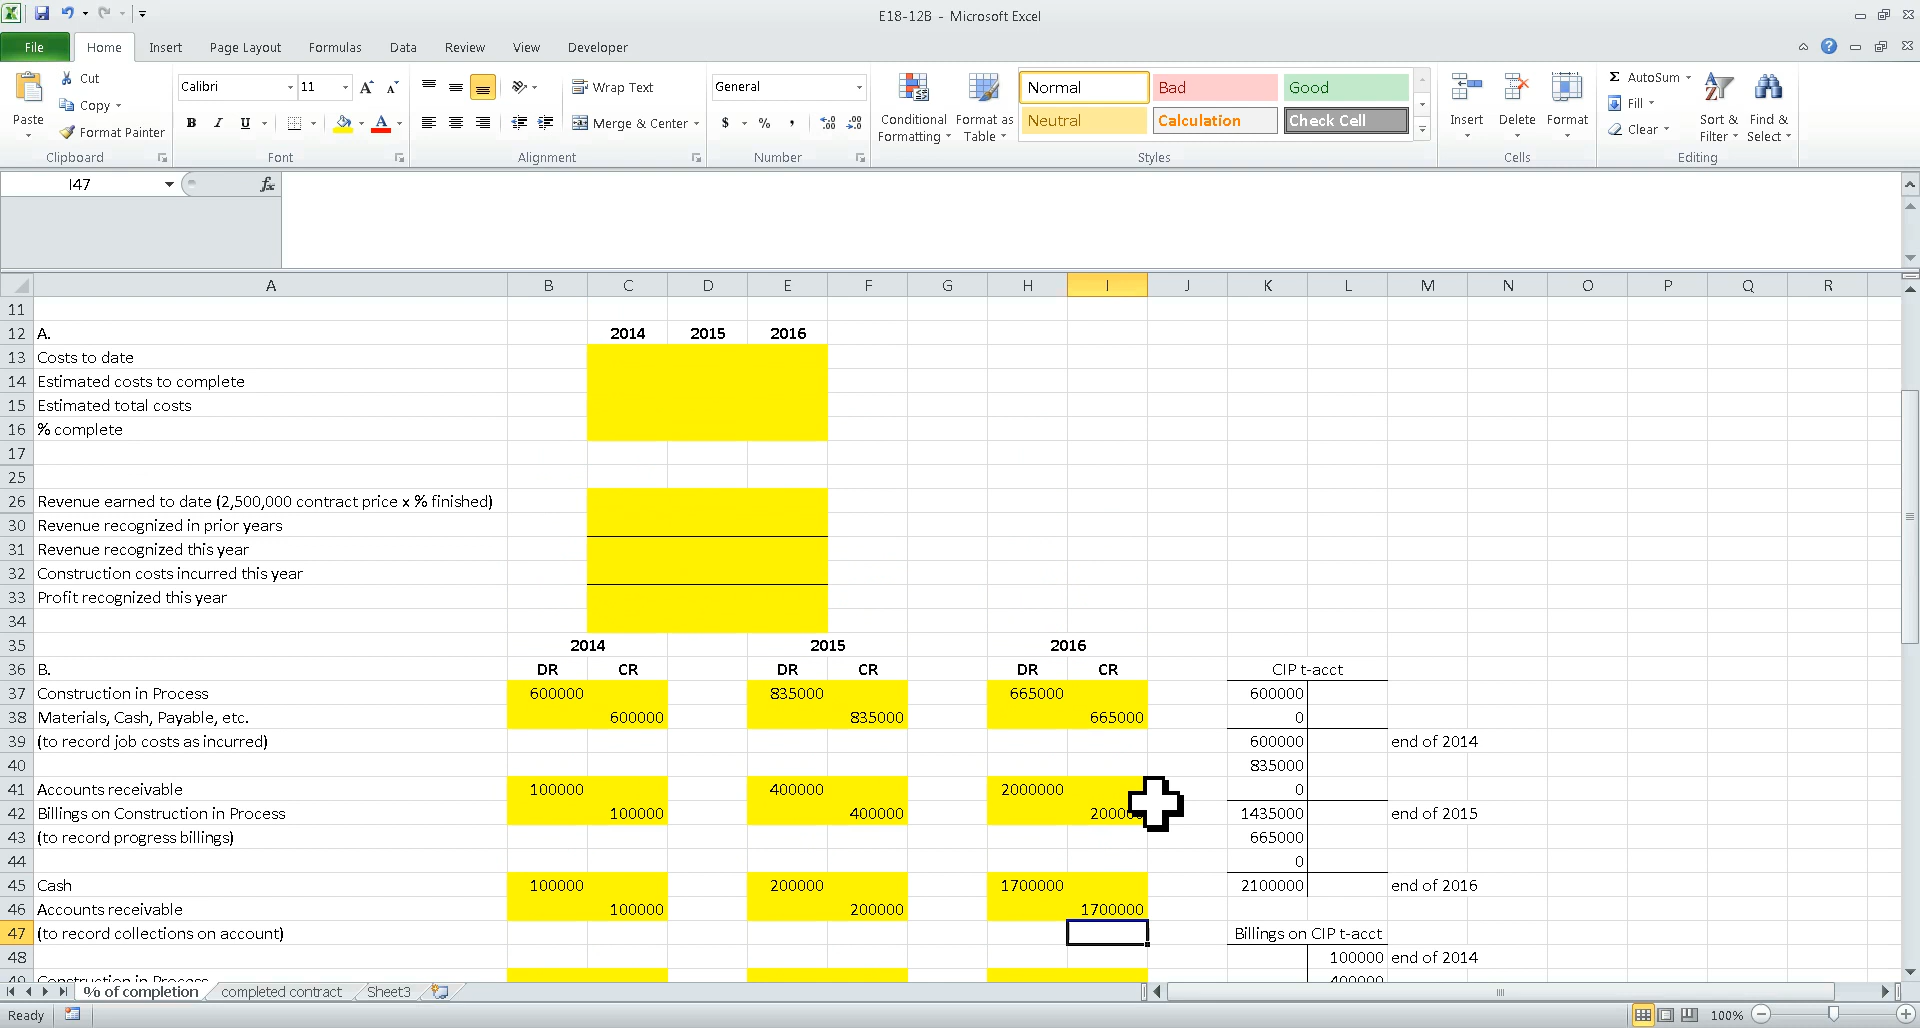 E18-12B - Microsoft Excel
File Home Insert Page Layout Formulas Data Review View Developer
Paste Cut
Copy
Format Painter
Clipboard
Calibri 11
B I U
Font
Wrap Text
Merge & Center
Alignment
General
$ % ,
Number
Conditional Formatting
Format as Table
Normal Bad Good
Neutral Calculation Check Cell
Styles
Insert Delete Format
Cells
Σ AutoSum
Fill
Clear
Sort & Filter
Find & Select
Editing
I47 fx
A B C D E F G H I J K L M N O P Q R
11
12 A. 2014 2015 2016
13 Costs to date
14 Estimated costs to complete
15 Estimated total costs
16 % complete
17
25
26 Revenue earned to date (2,500,000 contract price x % finished)
30 Revenue recognized in prior years
31 Revenue recognized this year
32 Construction costs incurred this year
33 Profit recognized this year
34
35 2014 2015 2016
36 B. DR CR DR CR DR CR CIP t-acct
37 Construction in Process 600000 835000 665000 600000
38 Materials, Cash, Payable, etc. 600000 835000 665000 0
39 (to record job costs as incurred) 600000 end of 2014
40 835000
41 Accounts receivable 100000 400000 2000000 0
42 Billings on Construction in Process 100000 400000 1435000 end of 2015
43 (to record progress billings) 665000
44 0
45 Cash 100000 200000 1700000 2100000 end of 2016
46 Accounts receivable 100000 200000 1700000
47 (to record collections on account) Billings on CIP t-acct
48 100000 end of 2014
49 Construction in Process 400000
% of completion completed contract Sheet3
Ready 100%